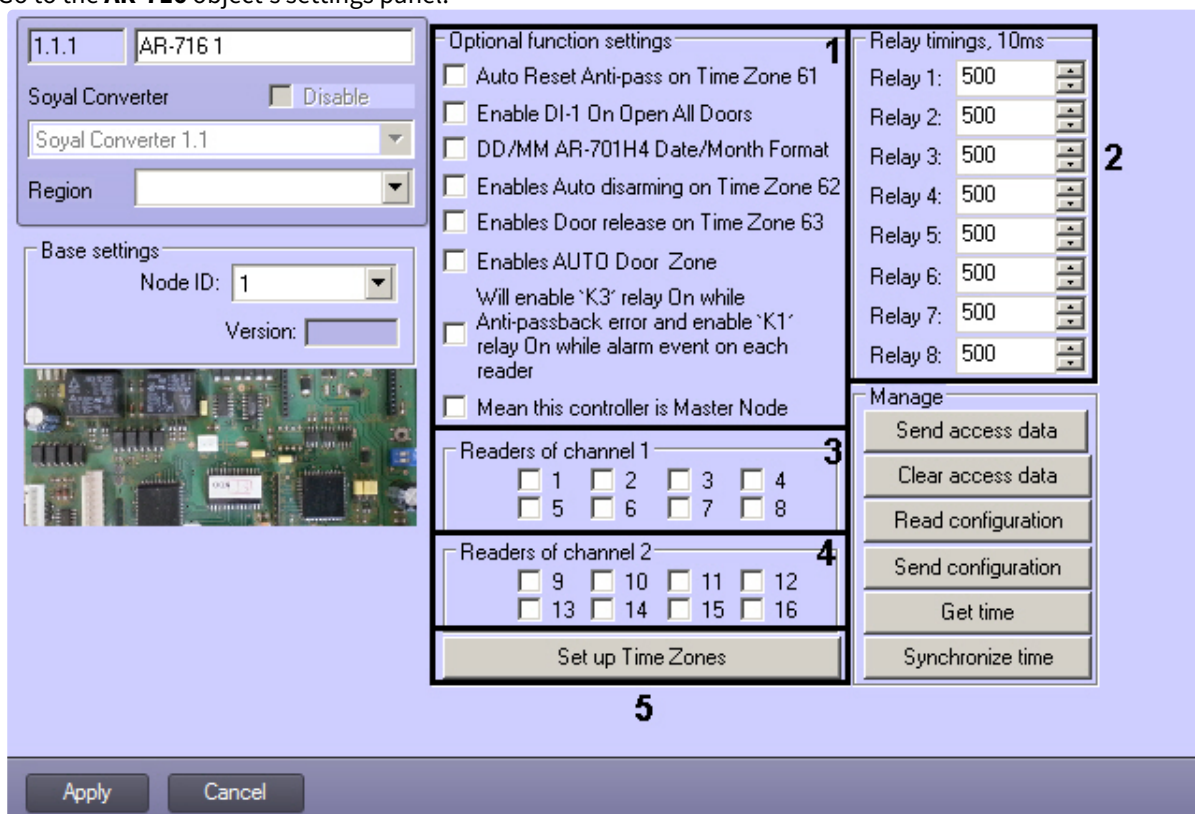 Go to the AR-716 object's settings panel.
1.1.1 AR-716 1
Soyal Converter Disable
Soyal Converter 1.1
Region
Base settings
Node ID: 1
Version:
Optional function settings 1
Auto Reset Anti-pass on Time Zone 61
Enable DI-1 On Open All Doors
DD/MM AR-701H4 Date/Month Format
Enables Auto disarming on Time Zone 62
Enables Door release on Time Zone 63
Enables AUTO Door Zone
Will enable `K3´ relay On while
Anti-passback error and enable `K1´
relay On while alarm event on each
reader
Mean this controller is Master Node
Readers of channel 1 3
1 2 3 4
5 6 7 8
Readers of channel 2 4
9 10 11 12
13 14 15 16
Set up Time Zones
5
Relay timings, 10ms
Relay 1: 500
Relay 2: 500
Relay 3: 500 2
Relay 4: 500
Relay 5: 500
Relay 6: 500
Relay 7: 500
Relay 8: 500
Manage
Send access data
Clear access data
Read configuration
Send configuration
Get time
Synchronize time
Apply Cancel